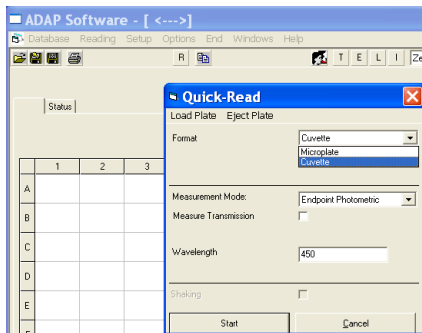 ADAP Software - [ <--->]
Database Reading Setup Options End Windows Help
R T E L I Ze
Quick-Read
Load Plate Eject Plate
Status
Format Cuvette
Microplate
Cuvette
1 2 3
A
Measurement Mode: Endpoint Photometric
B
Measure Transmission
C
Wavelength 450
D
E
Shaking
Start Cancel